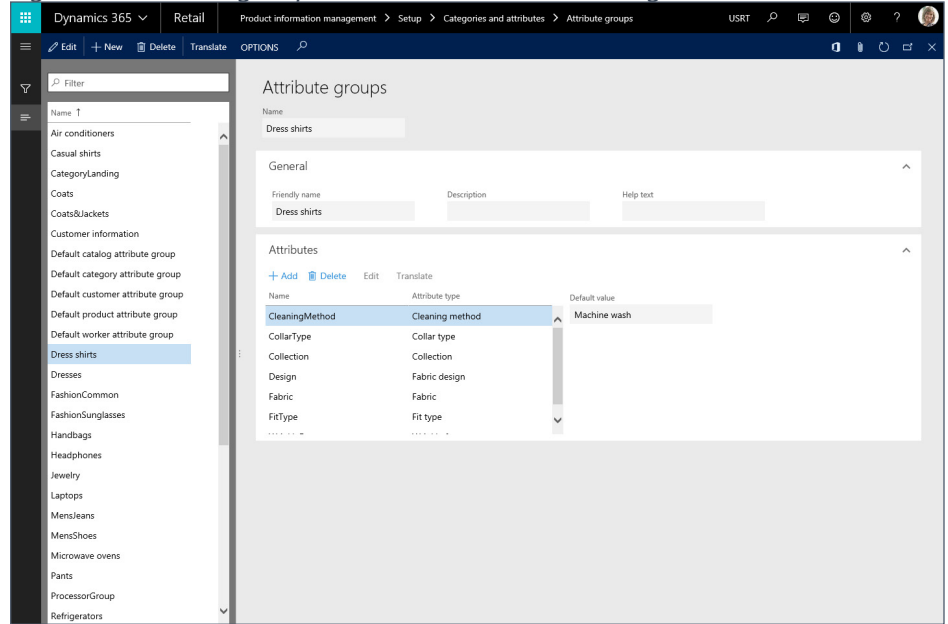 Dynamics 365 Retail Product information management > Setup > Categories and attributes > Attribute groups USRT ?
Edit + New Delete Translate OPTIONS
Filter
Name ↑
Air conditioners
Casual shirts
CategoryLanding
Coats
Coats&Jackets
Customer information
Default catalog attribute group
Default category attribute group
Default customer attribute group
Default product attribute group
Default worker attribute group
Dress shirts
Dresses
FashionCommon
FashionSunglasses
Handbags
Headphones
Jewelry
Laptops
MensJeans
MensShoes
Microwave ovens
Pants
ProcessorGroup
Refrigerators
Attribute groups
Name
Dress shirts
General
Friendly name Description Help text
Dress shirts
Attributes
+ Add Delete Edit Translate
Name Attribute type Default value
CleaningMethod Cleaning method Machine wash
CollarType Collar type
Collection Collection
Design Fabric design
Fabric Fabric
FitType Fit type